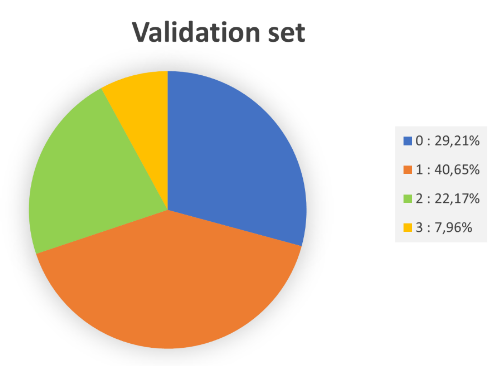 Validation set
0 : 29,21%
1 : 40,65%
2 : 22,17%
3 : 7,96%